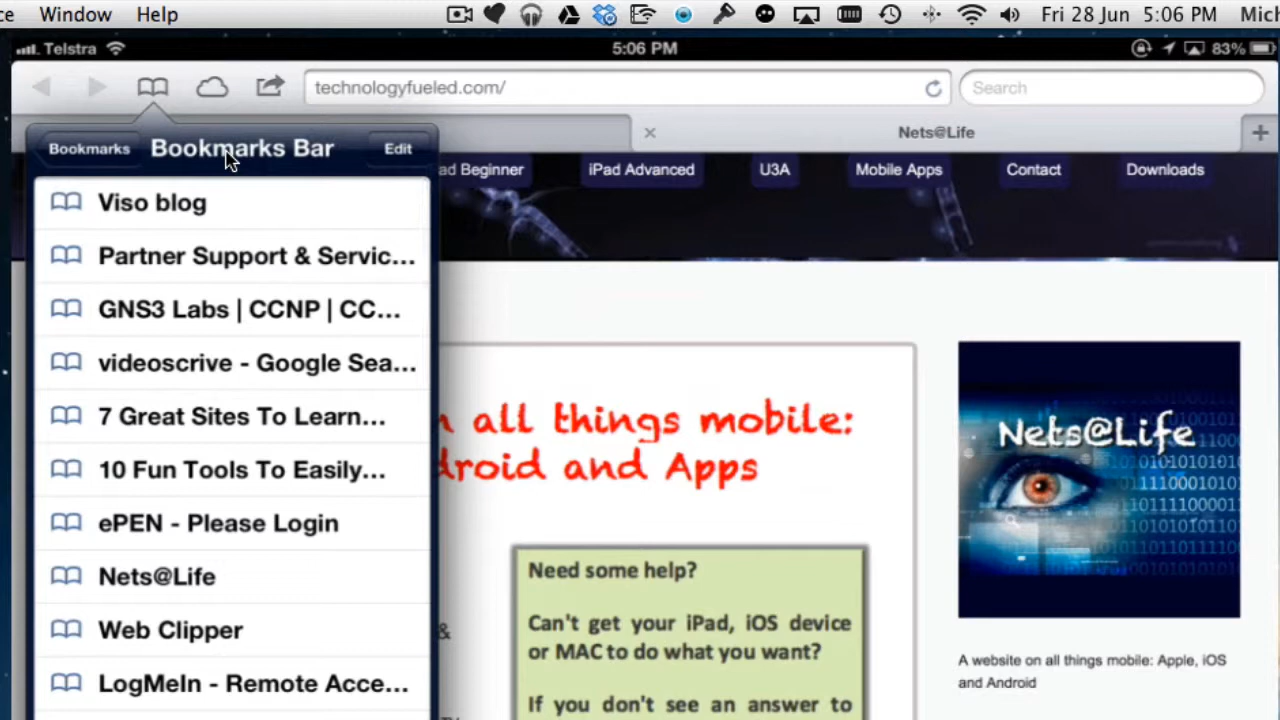 Window Help Fri 28 Jun 5:06 PM
Telstra 5:06 PM 83%
technologyfueled.com/ Search
Bookmarks Bookmarks Bar Edit
Nets@Life
ad Beginner iPad Advanced U3A Mobile Apps Contact Downloads
Viso blog
Partner Support & Servic...
GNS3 Labs | CCNP | CC...
videoscrive - Google Sea...
7 Great Sites To Learn...
10 Fun Tools To Easily...
ePEN - Please Login
Nets@Life
Web Clipper
LogMeIn - Remote Acce...
all things mobile:
and Apps
Need some help?
Can't get your iPad, iOS device
or MAC to do what you want?
If you don't see an answer to
&
Nets@Life
A website on all things mobile: Apple, iOS
and Android